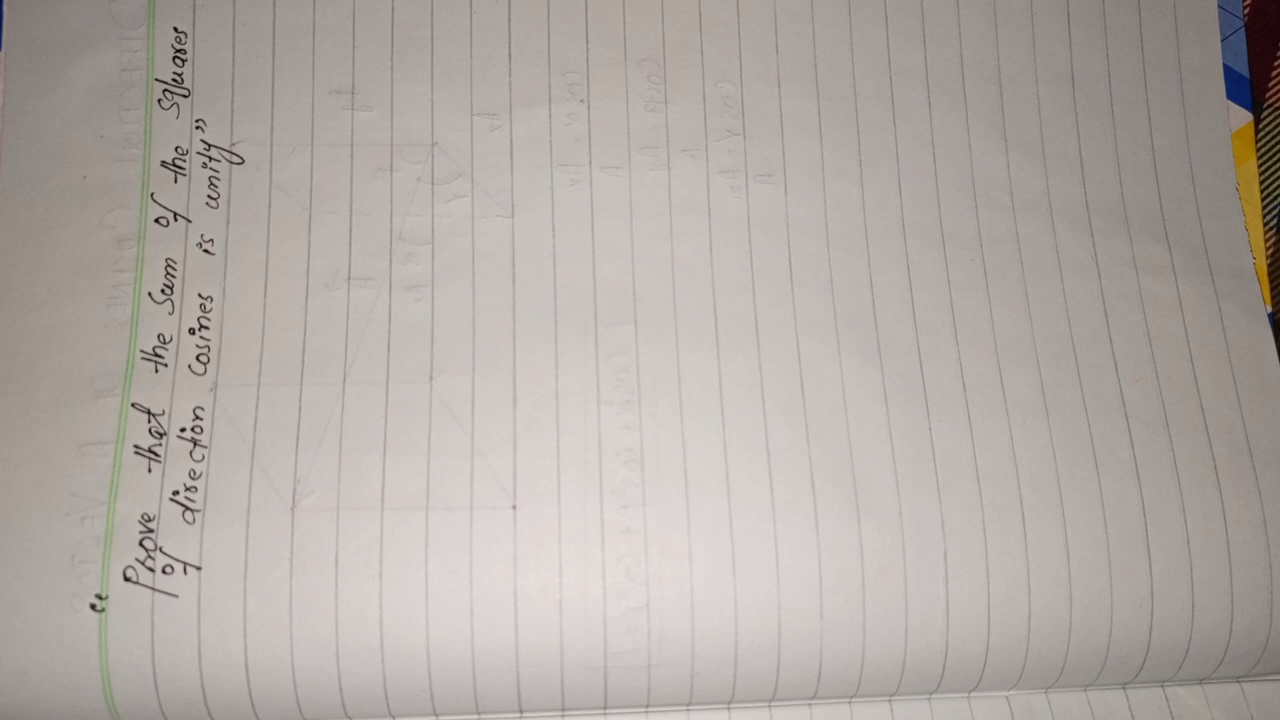 “ Prove that the sum of the squares
of direction cosines is unity”